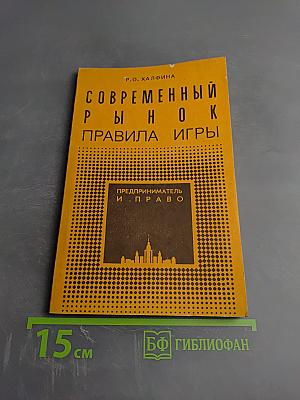 Р.О. ХАЛФИНА
СОВРЕМЕННЫЙ
РЫНОК
ПРАВИЛА ИГРЫ
ПРЕДПРИНИМАТЕЛЬ
И ПРАВО
15 см
БФ ГИБЛИОФАН